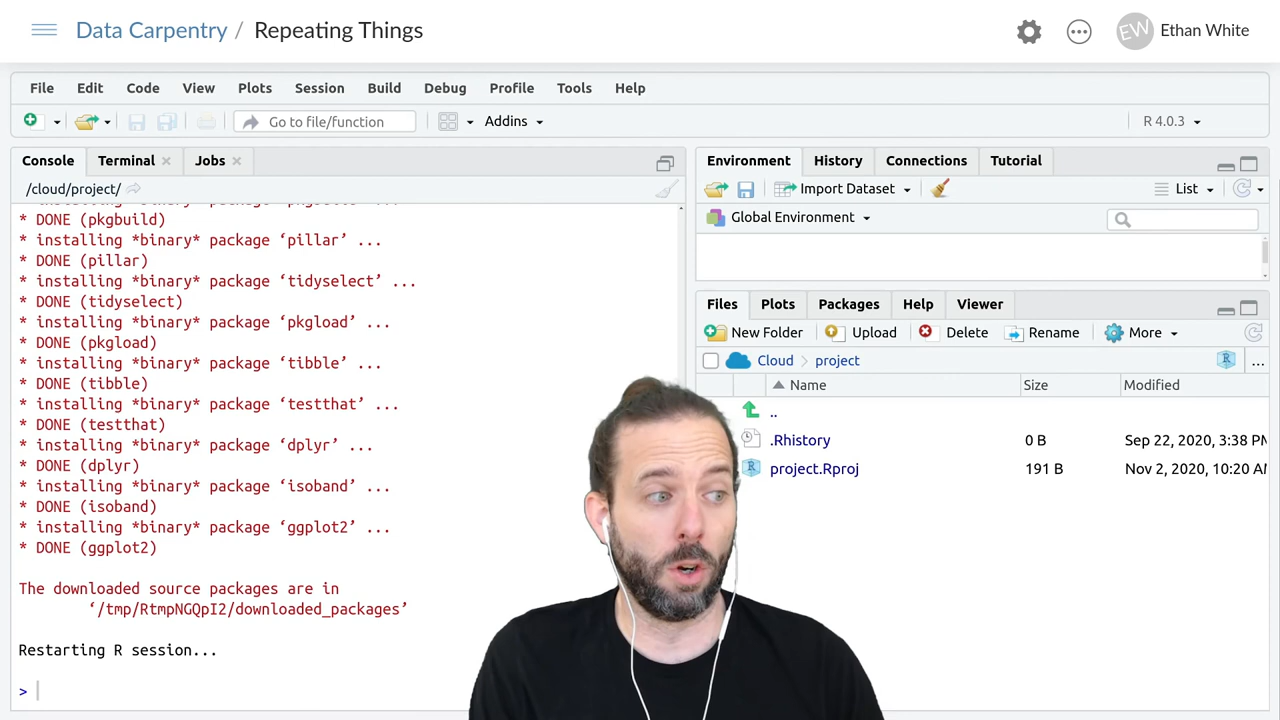 Data Carpentry / Repeating Things
EW Ethan White
File Edit Code View Plots Session Build Debug Profile Tools Help
Go to file/function Addins R 4.0.3
Console Terminal Jobs
/cloud/project/
* DONE (pkgbuild)
* installing *binary* package ‘pillar’ ...
* DONE (pillar)
* installing *binary* package ‘tidyselect’ ...
* DONE (tidyselect)
* installing *binary* package ‘pkgload’ ...
* DONE (pkgload)
* installing *binary* package ‘tibble’ ...
* DONE (tibble)
* installing *binary* package ‘testthat’ ...
* DONE (testthat)
* installing *binary* package ‘dplyr’ ...
* DONE (dplyr)
* installing *binary* package ‘isoband’ ...
* DONE (isoband)
* installing *binary* package ‘ggplot2’ ...
* DONE (ggplot2)
The downloaded source packages are in
‘/tmp/RtmpNGQpI2/downloaded_packages’
Restarting R session...
>
Environment History Connections Tutorial
Import Dataset List
Global Environment
Files Plots Packages Help Viewer
New Folder Upload Delete Rename More
Cloud project ...
Name Size Modified
..
.Rhistory 0 B Sep 22, 2020, 3:38 PM
project.Rproj 191 B Nov 2, 2020, 10:20 AM